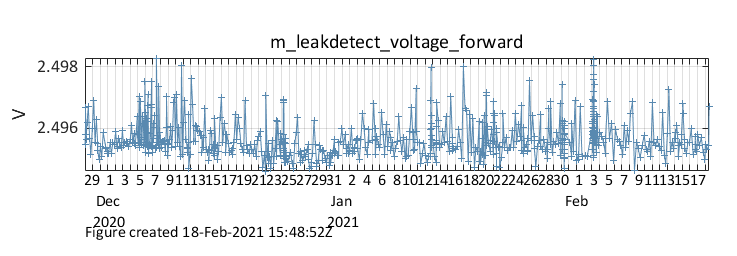 m_leakdetect_voltage_forward
2.498
V
2.496
29 1 3 5 7 9 11 13 15 17 19 21 23 25 27 29 31 2 4 6 8 10 12 14 16 18 20 22 24 26 28 30 1 3 5 7 9 11 13 15 17
Dec Jan Feb
2020 2021
Figure created 18-Feb-2021 15:48:52Z